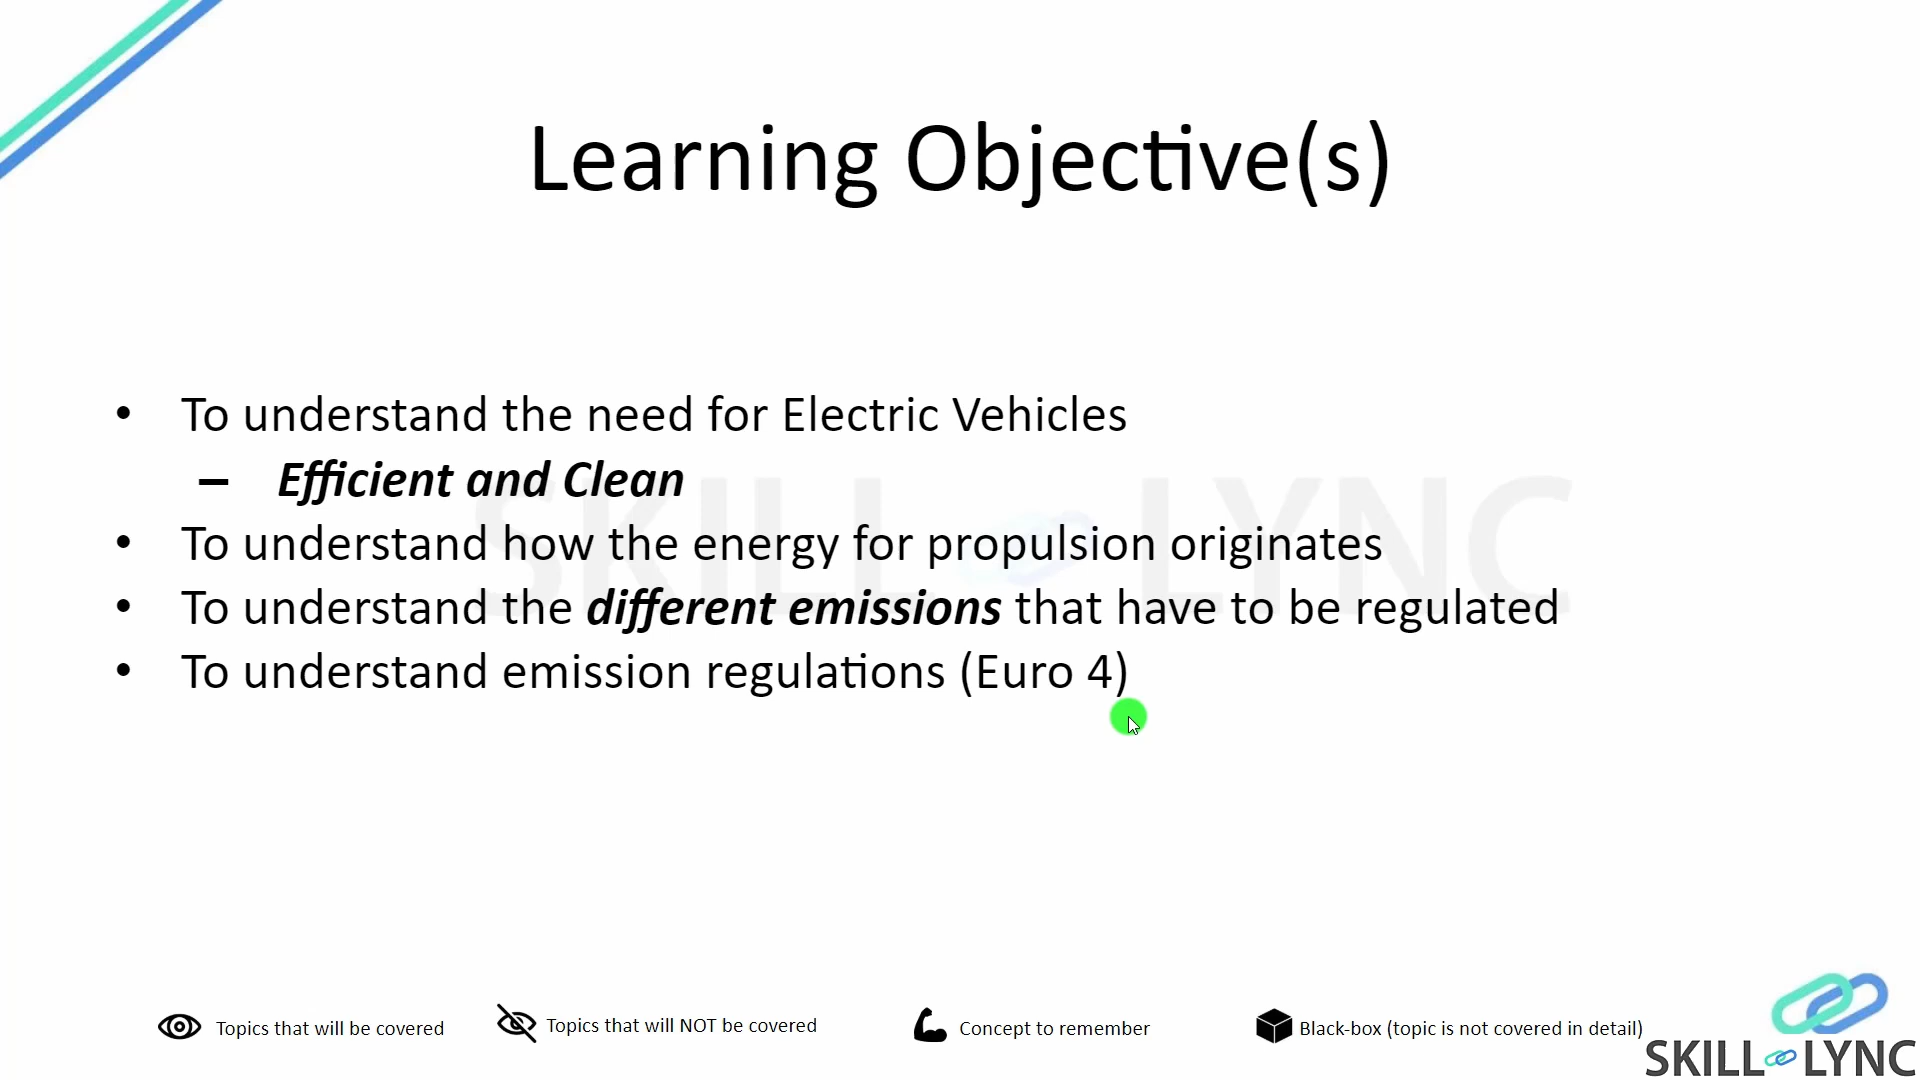 Learning Objective(s)
• To understand the need for Electric Vehicles
– Efficient and Clean
• To understand how the energy for propulsion originates
• To understand the different emissions that have to be regulated
• To understand emission regulations (Euro 4)
SKILL LYNC
Topics that will be covered
Topics that will NOT be covered
Concept to remember
Black-box (topic is not covered in detail)
SKILL LYNC